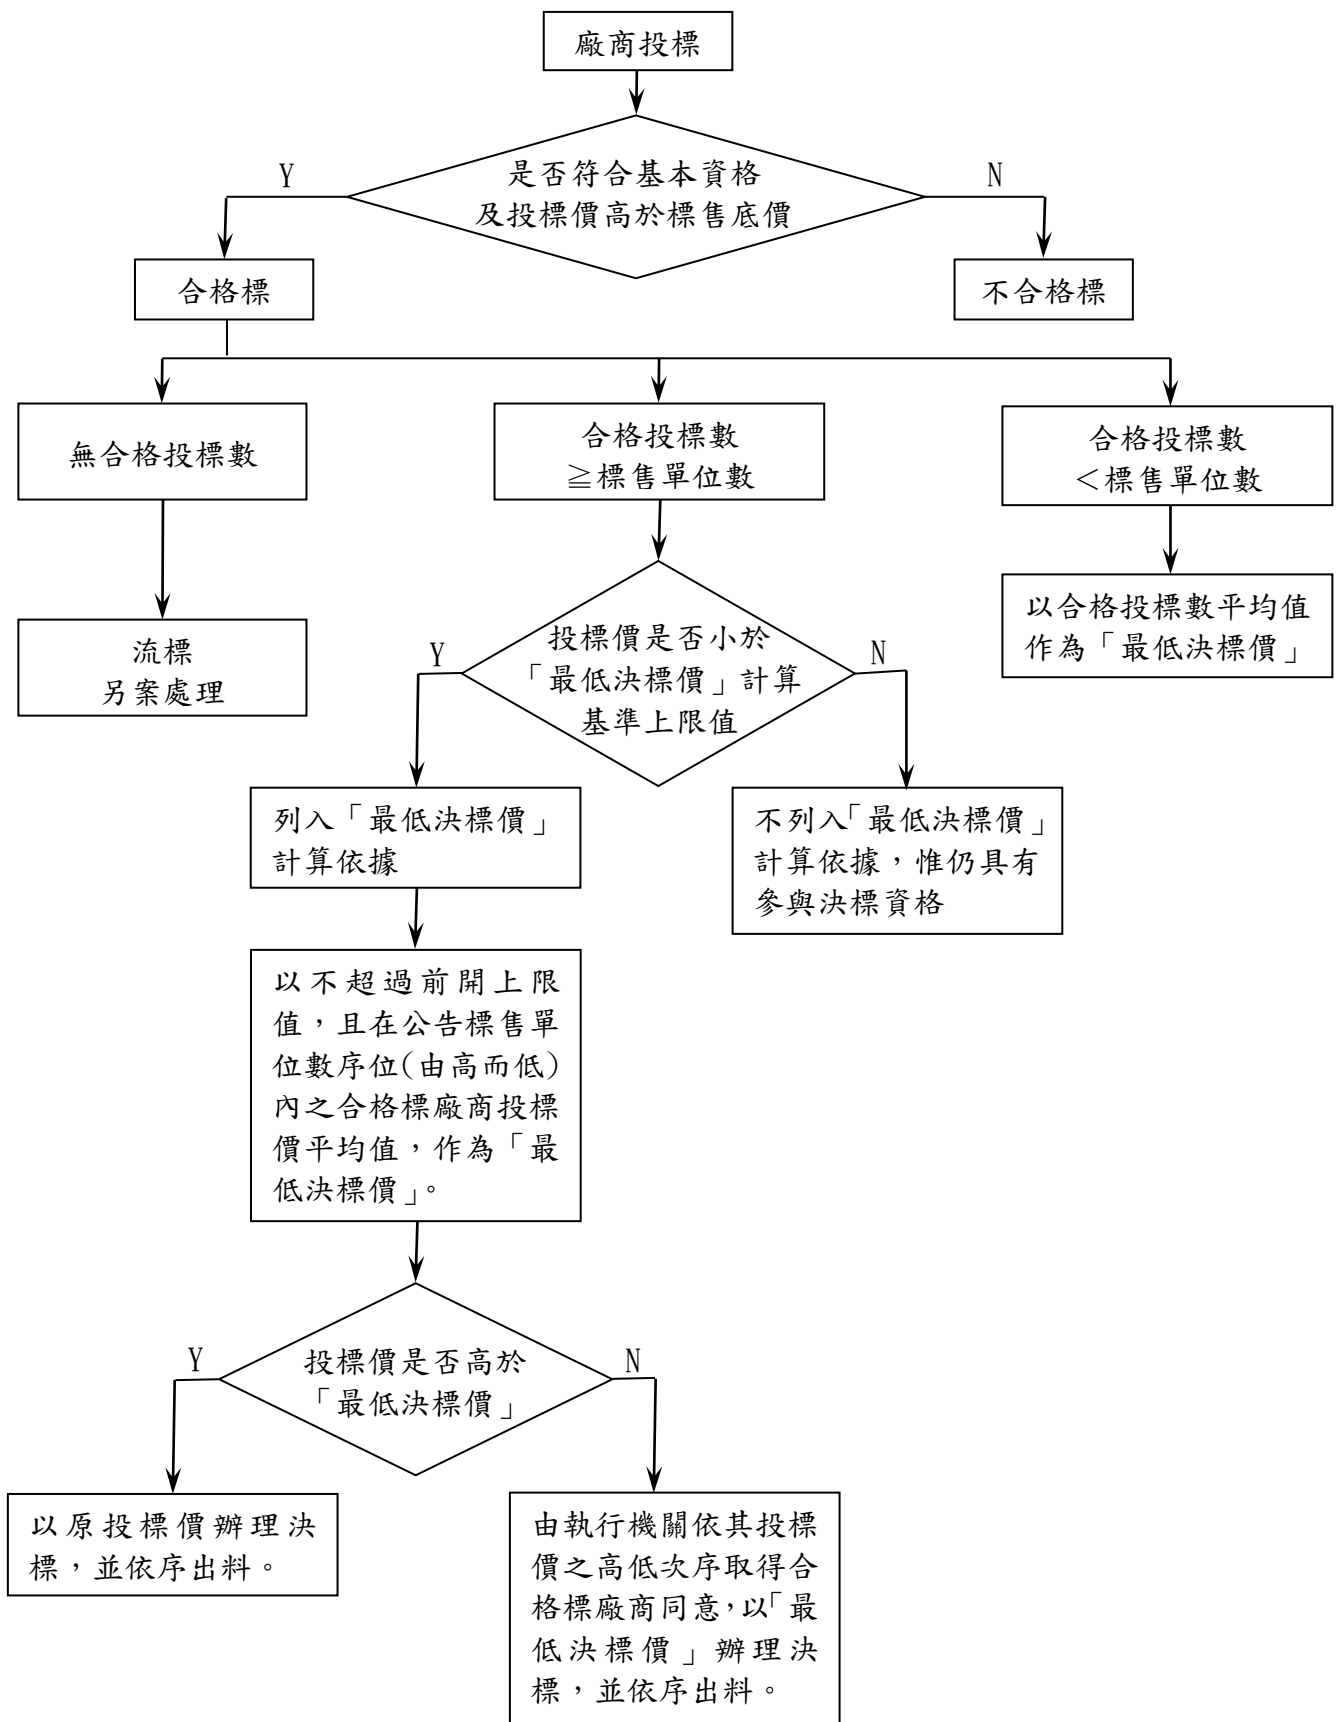 廠商投標
是否符合基本資格
及投標價高於標售底價
Y
N
合格標
不合格標
無合格投標數
合格投標數
≧標售單位數
合格投標數
＜標售單位數
流標
另案處理
投標價是否小於
「最低決標價」計算
基準上限值
Y
N
以合格投標數平均值
作為「最低決標價」
列入「最低決標價」
計算依據
不列入「最低決標價」
計算依據，惟仍具有
參與決標資格
以不超過前開上限
值，且在公告標售單
位數序位(由高而低)
內之合格標廠商投標
價平均值，作為「最
低決標價」。
投標價是否高於
「最低決標價」
Y
N
以原投標價辦理決
標，並依序出料。
由執行機關依其投標
價之高低次序取得合
格標廠商同意，以「最
低決標價」辦理決
標，並依序出料。